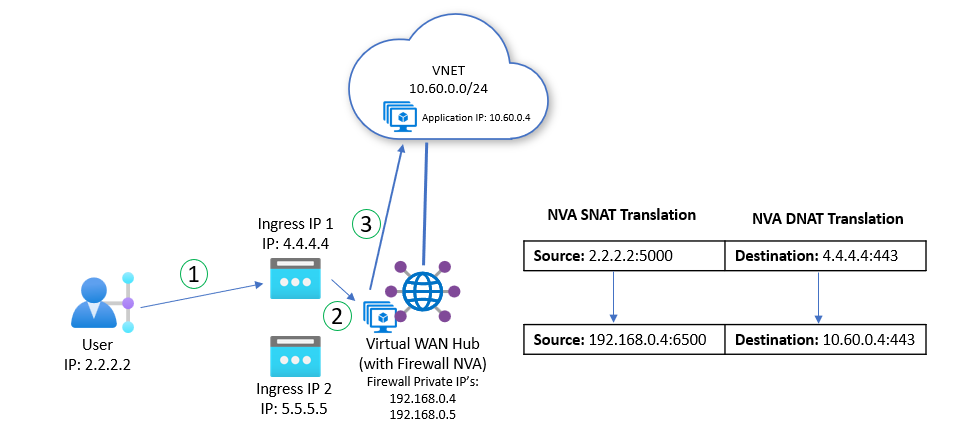 VNET
10.60.0.0/24
Application IP: 10.60.0.4
3
Ingress IP 1
IP: 4.4.4.4
1
2
User
IP: 2.2.2.2
Ingress IP 2
IP: 5.5.5.5
Virtual WAN Hub
(with Firewall NVA)
Firewall Private IP's:
192.168.0.4
192.168.0.5
NVA SNAT Translation
NVA DNAT Translation
Source: 2.2.2.2:5000
Destination: 4.4.4.4:443
Source: 192.168.0.4:6500
Destination: 10.60.0.4:443